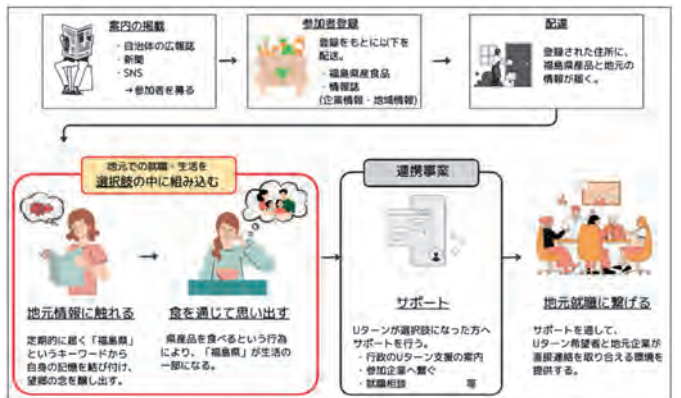 案内の掲載
・自治体の広報誌
・新聞
・SNS
→参加者を募る
参加者登録
登録をもとに以下を
配送。
・福島県産食品
・情報誌
(企業情報・地域情報)
配達
登録された住所に、
福島県産品と地元の
情報が届く。
地元での就職・生活を
選択肢の中に組み込む
地元情報に触れる
定期的に届く「福島県」
というキーワードから
自身の記憶を結び付け、
望郷の念を醸し出す。
食を通じて思い出す
県産品を食べるという行為
により、「福島県」が生活の
一部になる。
連携事業
サポート
Uターンが選択肢になった方へ
サポートを行う。
・行政のUターン支援の案内
・参加企業へ繋ぐ
・就職相談　　　等
地元就職に繋げる
サポートを通して、
Uターン希望者と地元企業が
直接連絡を取り合える環境を
提供する。